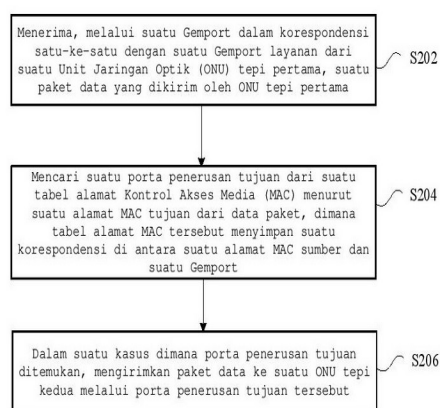 Menerima, melalui suatu Gemport dalam korespondensi
satu-ke-satu dengan suatu Gemport layanan dari
suatu Unit Jaringan Optik (ONU) tepi pertama, suatu
paket data yang dikirim oleh ONU tepi pertama
S202
Mencari suatu porta penerusan tujuan dari suatu
tabel alamat Kontrol Akses Media (MAC) menurut
suatu alamat MAC tujuan dari data paket, dimana
tabel alamat MAC tersebut menyimpan suatu
korespondensi di antara suatu alamat MAC sumber dan
suatu Gemport
S204
Dalam suatu kasus dimana porta penerusan tujuan
ditemukan, mengirimkan paket data ke suatu ONU tepi
kedua melalui porta penerusan tujuan tersebut
S206